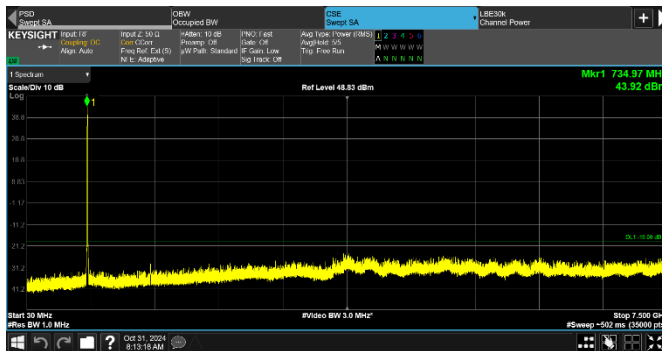 PSD
Swept SA
OBW
Occupied BW
CSE
Swept SA
LBE30k
Channel Power
KEYSIGHT
Input: RF
Coupling: DC
Align: Auto
Input Z: 50 Ω
Corr CCorr
Freq Ref: Ext (S)
NFE: Adaptive
#Atten: 10 dB
Preamp: Off
µW Path: Standard
PNO: Fast
Gate: Off
IF Gain: Low
Sig Track: Off
Avg Type: Power (RMS)
Avg|Hold: 5/5
Trig: Free Run
1 2 3 4 5 6
M W W W W W
A N N N N N
1 Spectrum
Scale/Div 10 dB
Log
Ref Level 48.83 dBm
Mkr1 734.97 MH
43.92 dBr
1
38.8
28.8
18.8
8.83
-1.17
-11.2
-21.2
-31.2
-41.2
Start 30 MHz
#Res BW 1.0 MHz
#Video BW 3.0 MHz*
Stop 7.500 GH
#Sweep ~502 ms (35000 pts
Oct 31, 2024
8:13:18 AM